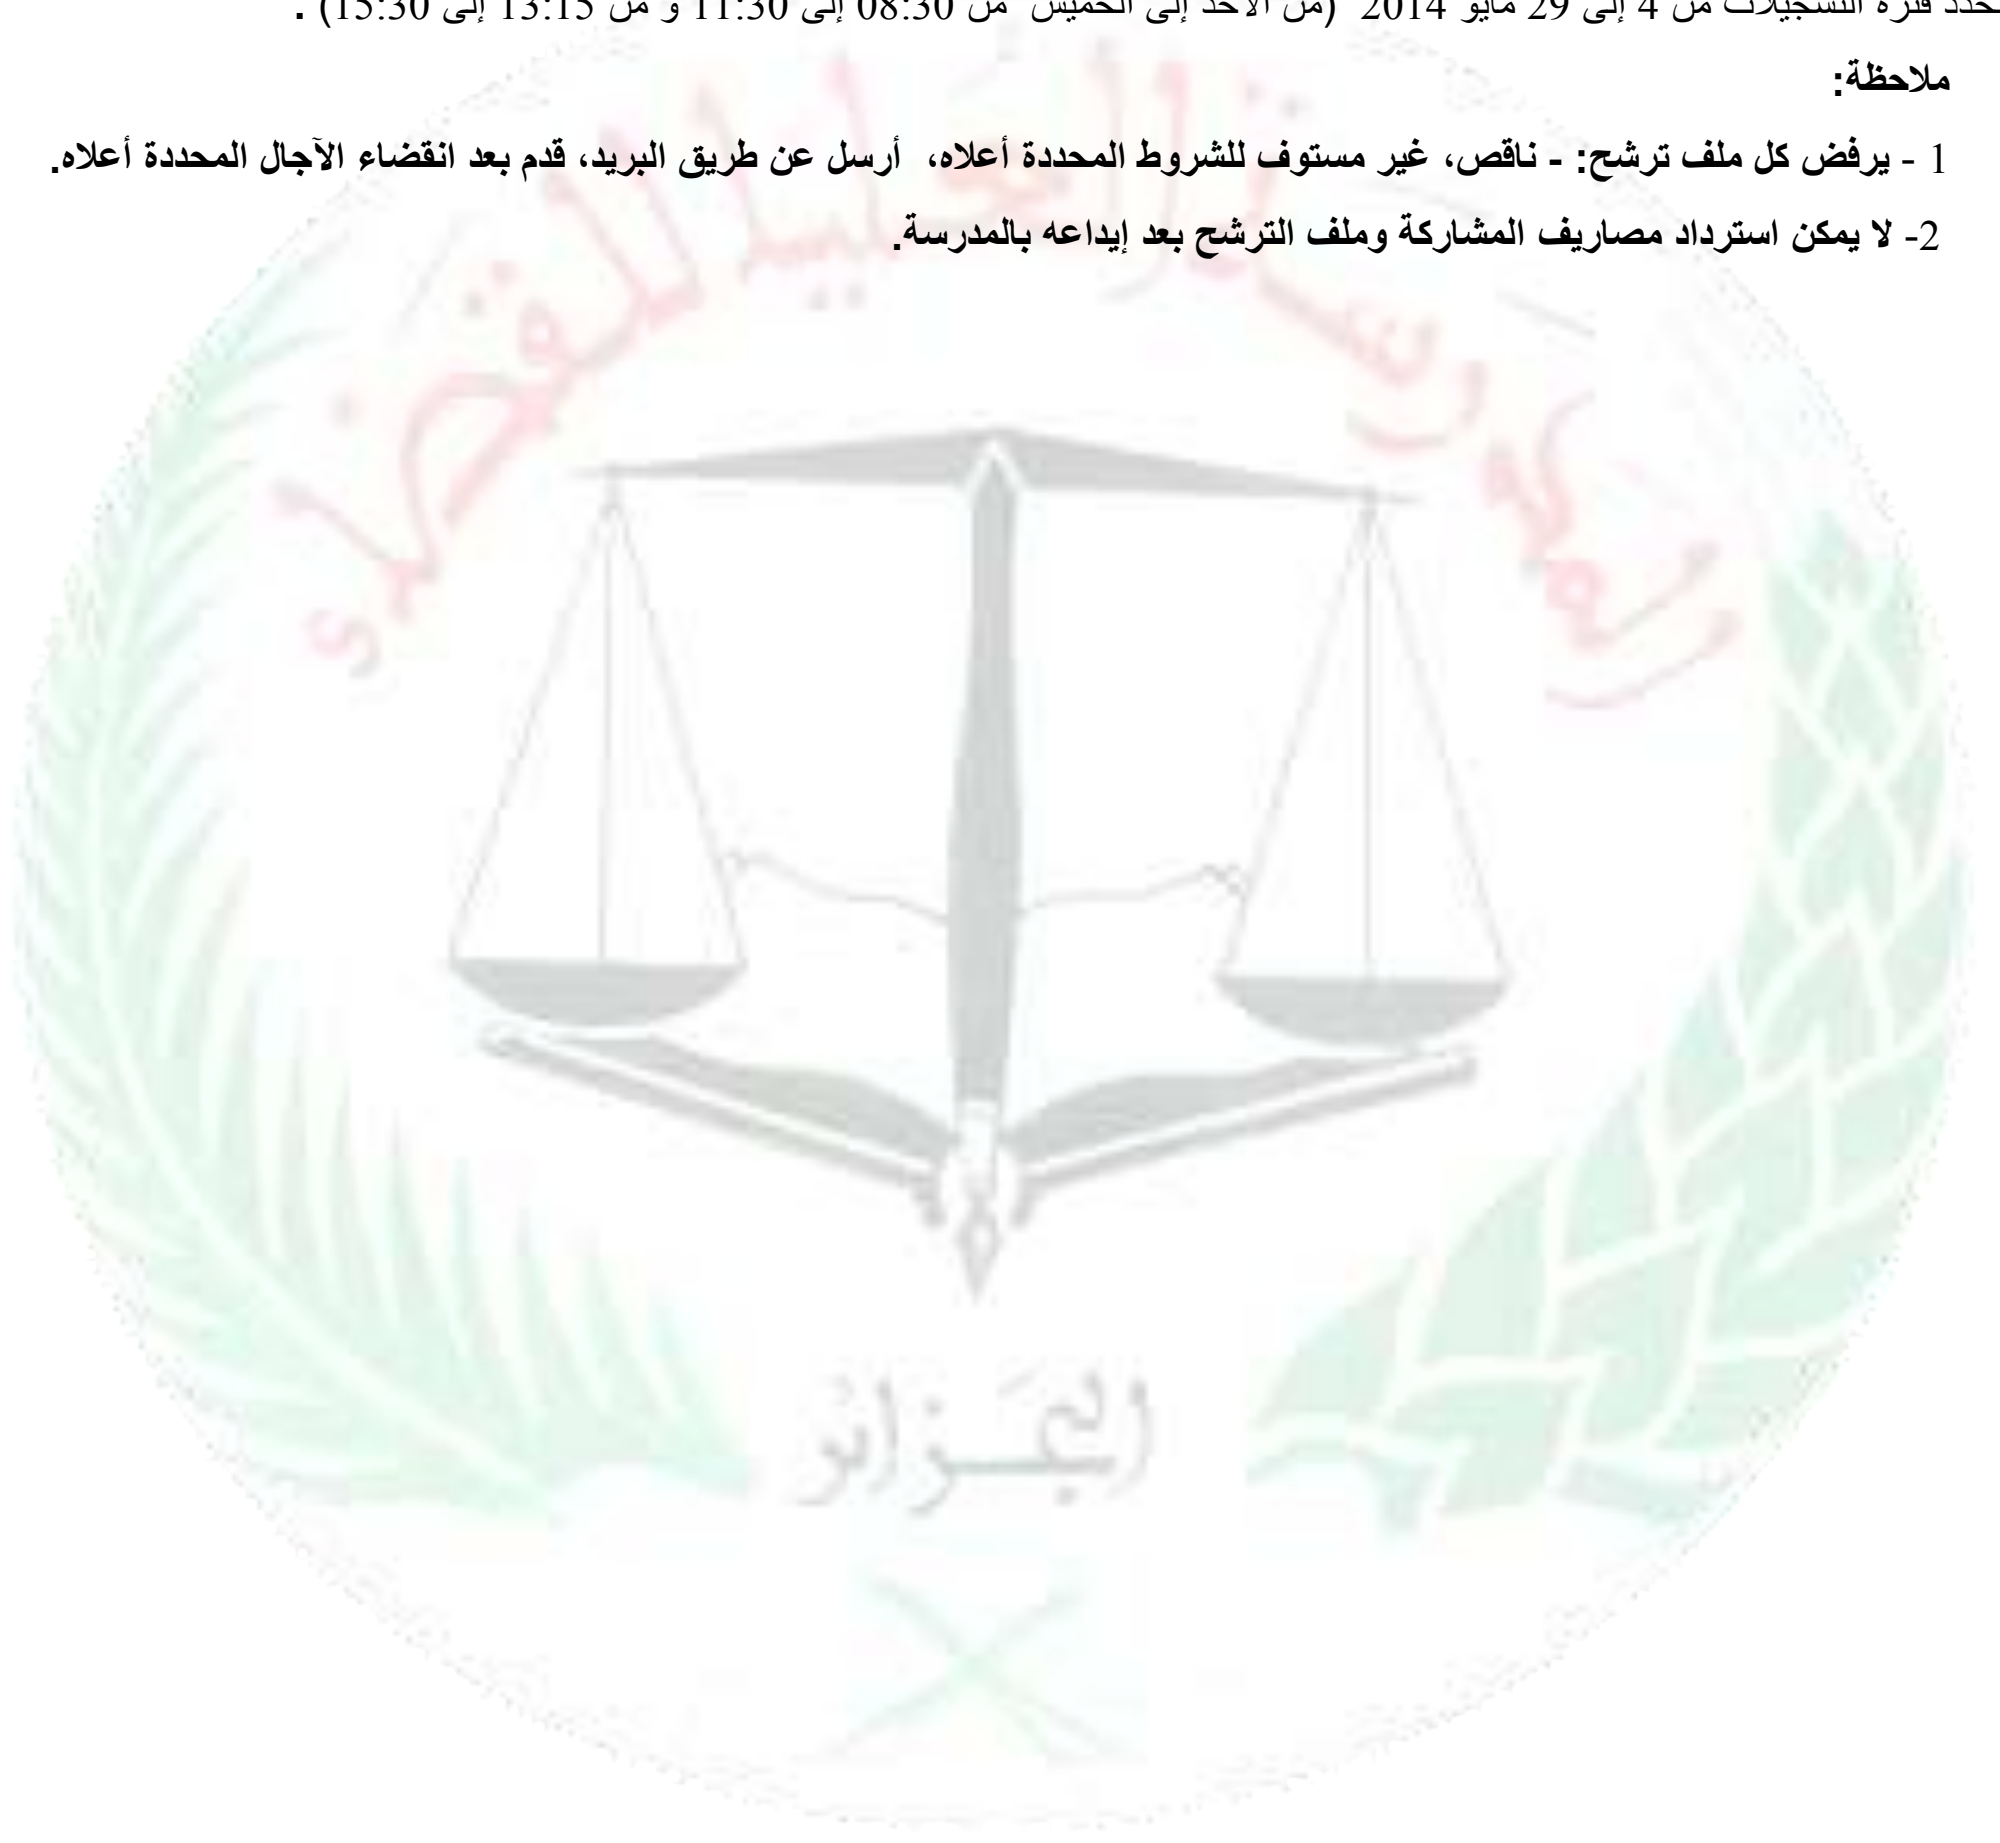 فترة التسجيلات من 4 إلى 29 مايو 2014 (من الأحد إلى الخميس من 08:30 إلى 11:30 و من 13:15 إلى 15:30) .
ملاحظة:
1 - يرفض كل ملف ترشح: - ناقص، غير مستوف للشروط المحددة أعلاه، أرسل عن طريق البريد، قدم بعد انقضاء الآجال المحددة أعلاه.
2- لا يمكن استرداد مصاريف المشاركة وملف الترشح بعد إيداعه بالمدرسة.
المدرسة العليا للقضاء
الجزائر